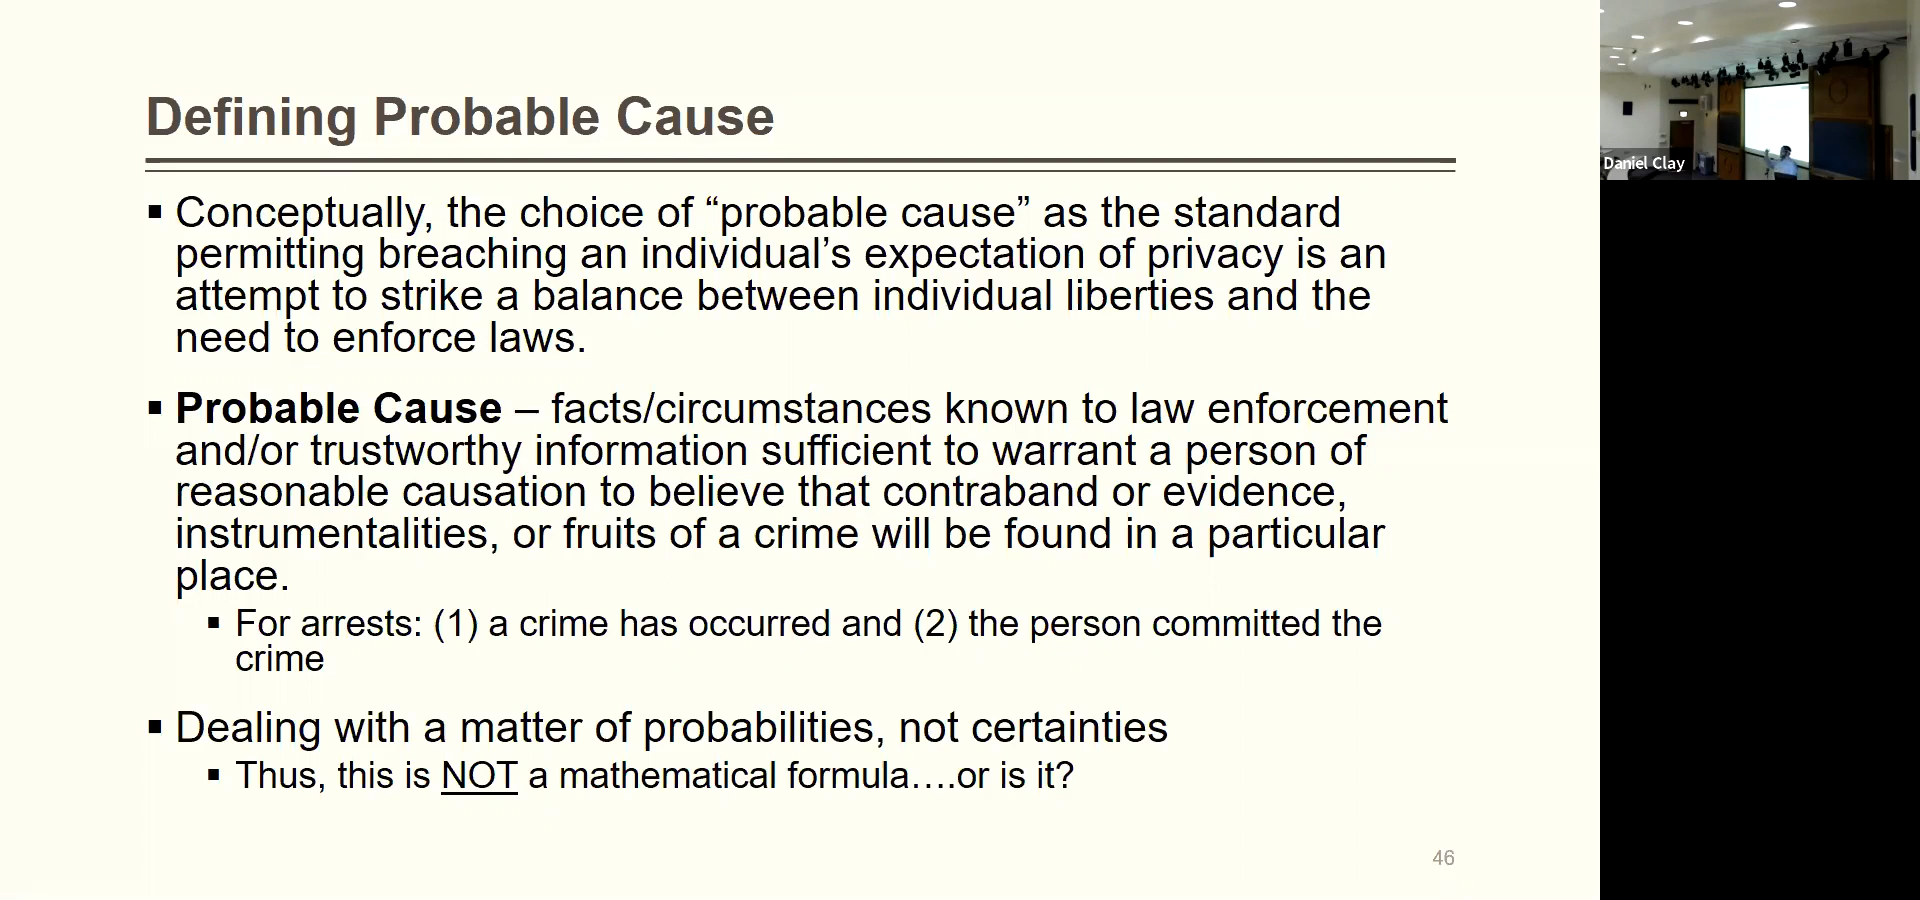 Defining Probable Cause
▪ Conceptually, the choice of “probable cause” as the standard
permitting breaching an individual’s expectation of privacy is an
attempt to strike a balance between individual liberties and the
need to enforce laws.
▪ Probable Cause – facts/circumstances known to law enforcement
and/or trustworthy information sufficient to warrant a person of
reasonable causation to believe that contraband or evidence,
instrumentalities, or fruits of a crime will be found in a particular
place.
▪ For arrests: (1) a crime has occurred and (2) the person committed the
crime
▪ Dealing with a matter of probabilities, not certainties
▪ Thus, this is NOT a mathematical formula….or is it?
46
Daniel Clay